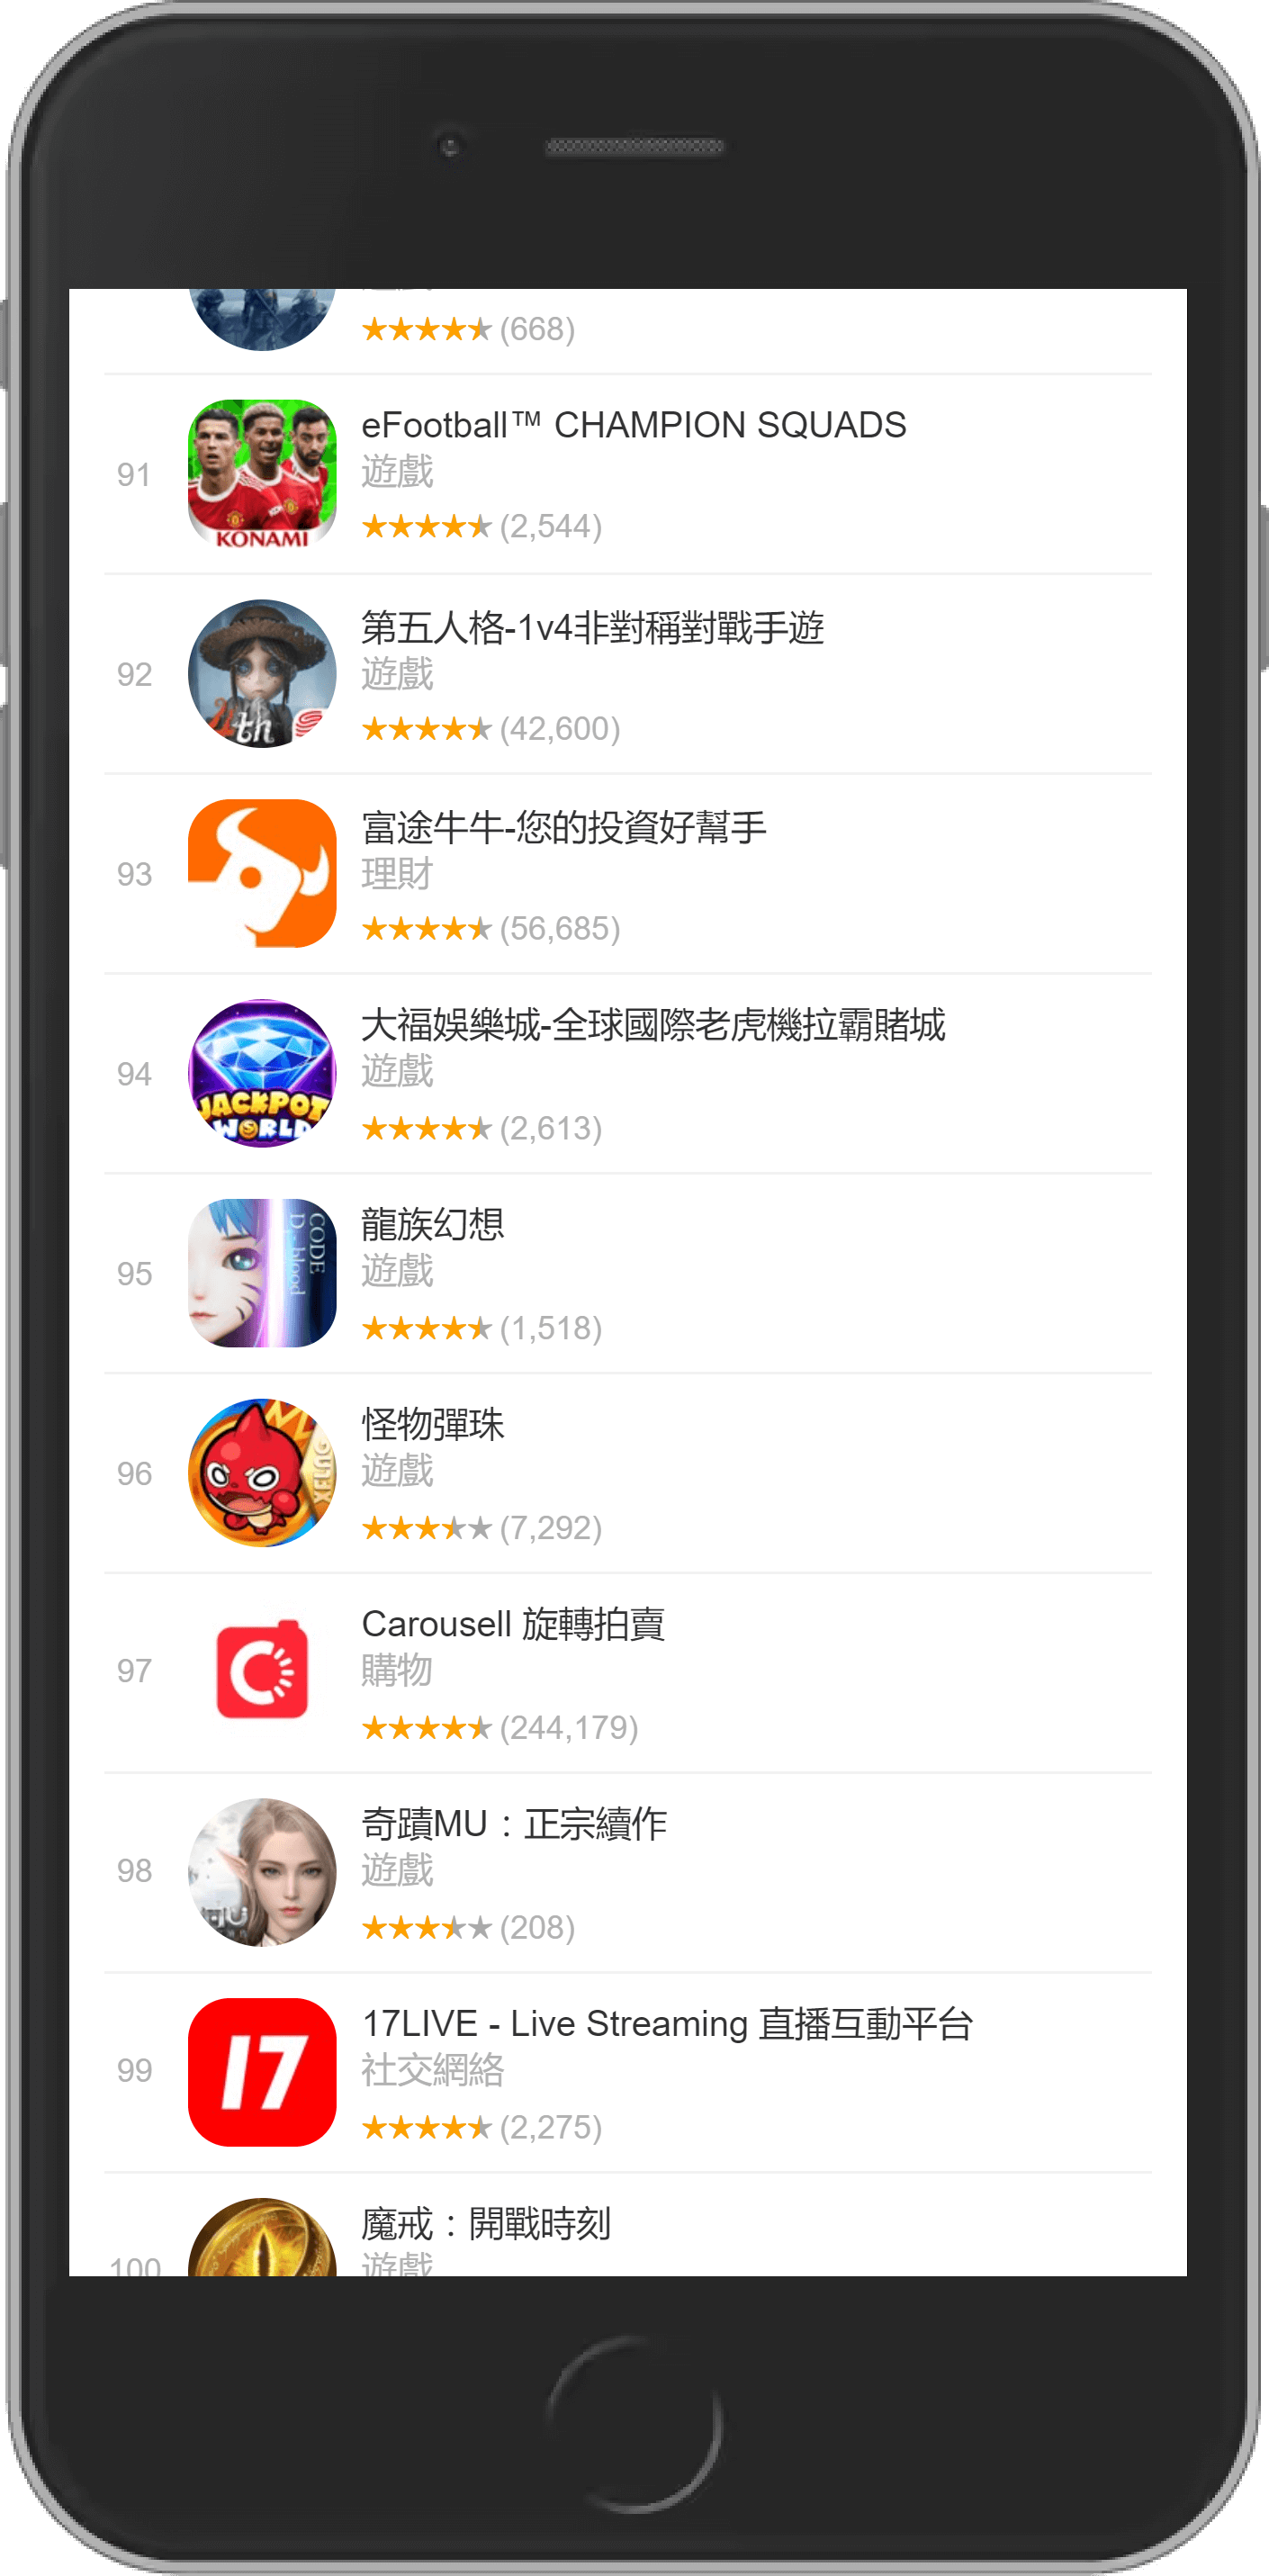 (668)
91
eFootball™ CHAMPION SQUADS
遊戲
(2,544)
KONAMI
92
第五人格-1v4非對稱對戰手遊
遊戲
(42,600)
4th
93
富途牛牛-您的投資好幫手
理財
(56,685)
94
大福娛樂城-全球國際老虎機拉霸賭城
遊戲
(2,613)
JACKPOT
WORLD
95
龍族幻想
遊戲
(1,518)
CODE
D-blood
96
怪物彈珠
遊戲
(7,292)
97
Carousell 旋轉拍賣
購物
(244,179)
98
奇蹟MU：正宗續作
遊戲
(208)
99
17LIVE - Live Streaming 直播互動平台
社交網絡
(2,275)
17
100
魔戒：開戰時刻
遊戲